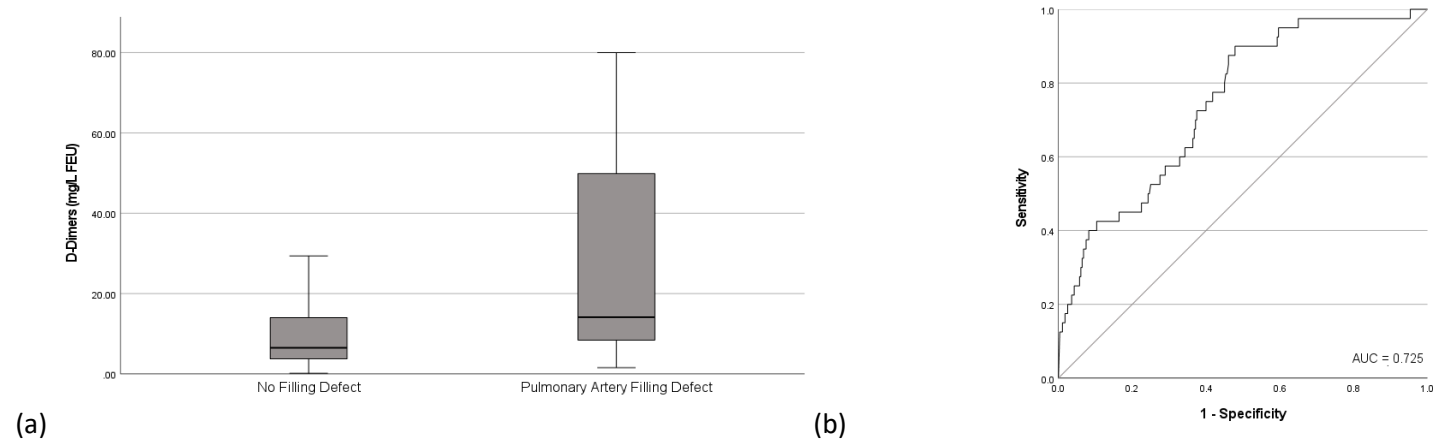 80.00
60.00
40.00
20.00
.00
D-Dimers (mg/L FEU)
No Filling Defect
Pulmonary Artery Filling Defect
(a)
1.0
0.8
0.6
0.4
0.2
0.0
Sensitivity
AUC = 0.725
0.0
0.2
0.4
0.6
0.8
1.0
1 - Specificity
(b)